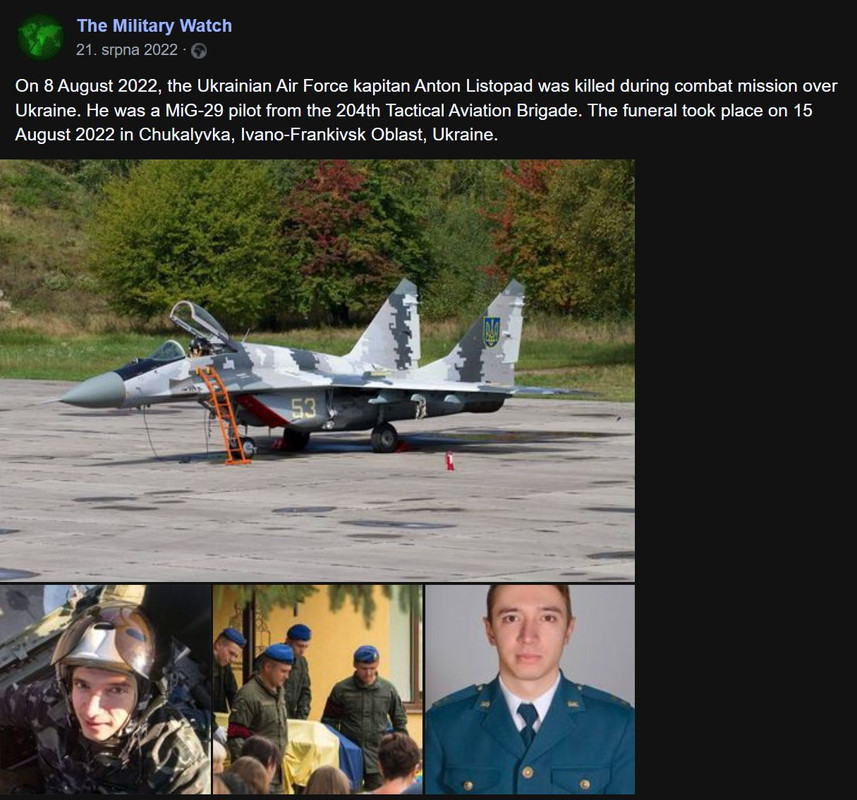 The Military Watch
21. srpna 2022 ·
On 8 August 2022, the Ukrainian Air Force kapitan Anton Listopad was killed during combat mission over
Ukraine. He was a MiG-29 pilot from the 204th Tactical Aviation Brigade. The funeral took place on 15
August 2022 in Chukalyvka, Ivano-Frankivsk Oblast, Ukraine.
53